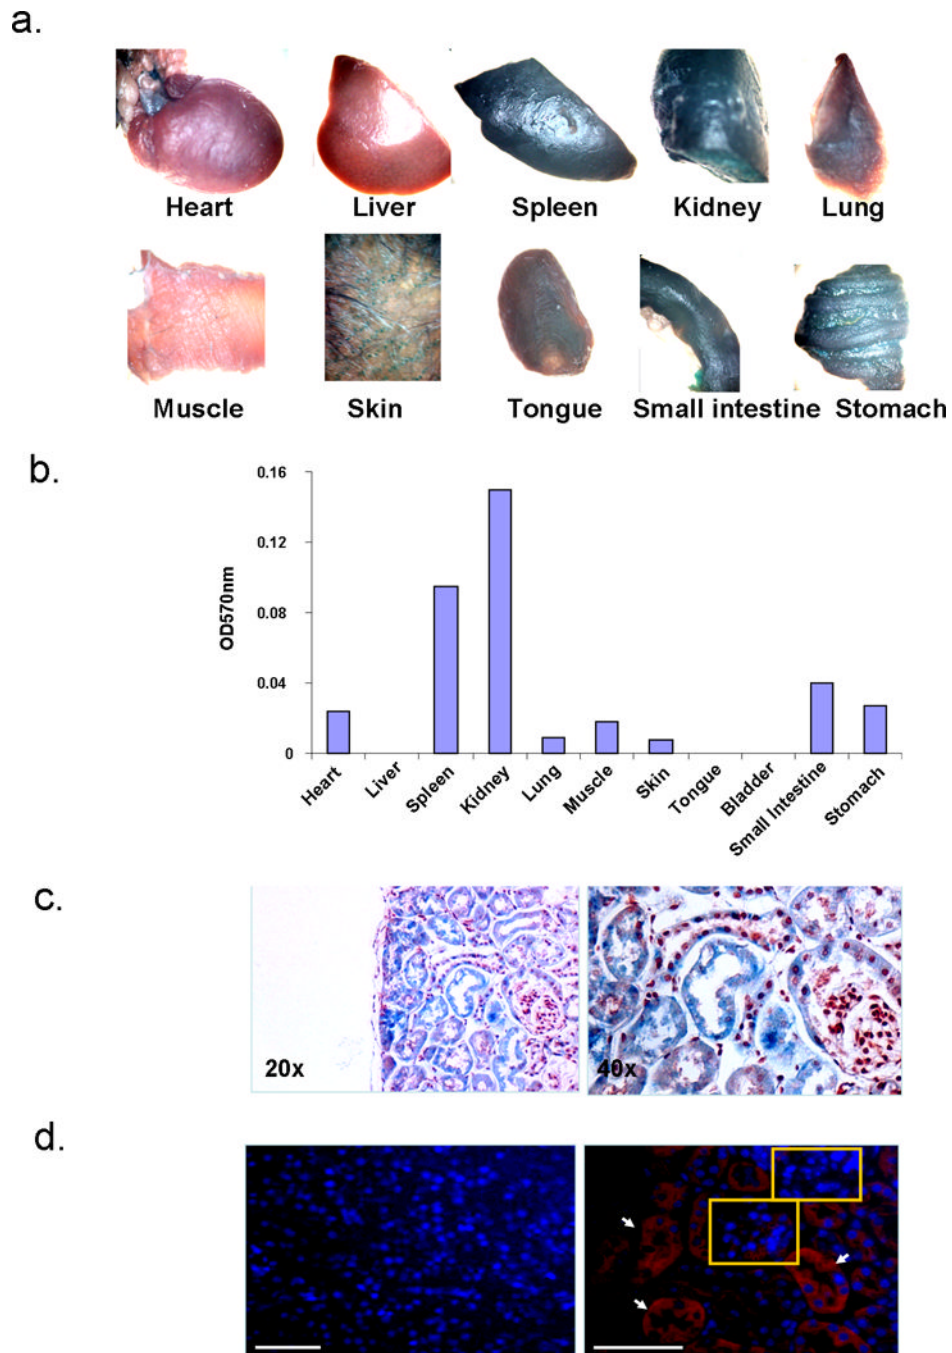 a.
Heart Liver Spleen Kidney Lung
Muscle Skin Tongue Small intestine Stomach
b.
0.16
0.12
0.08
0.04
0
OD570nm
Heart Liver Spleen Kidney Lung Muscle Skin Tongue Bladder Small Intestine Stomach
c.
20x 40x
d.